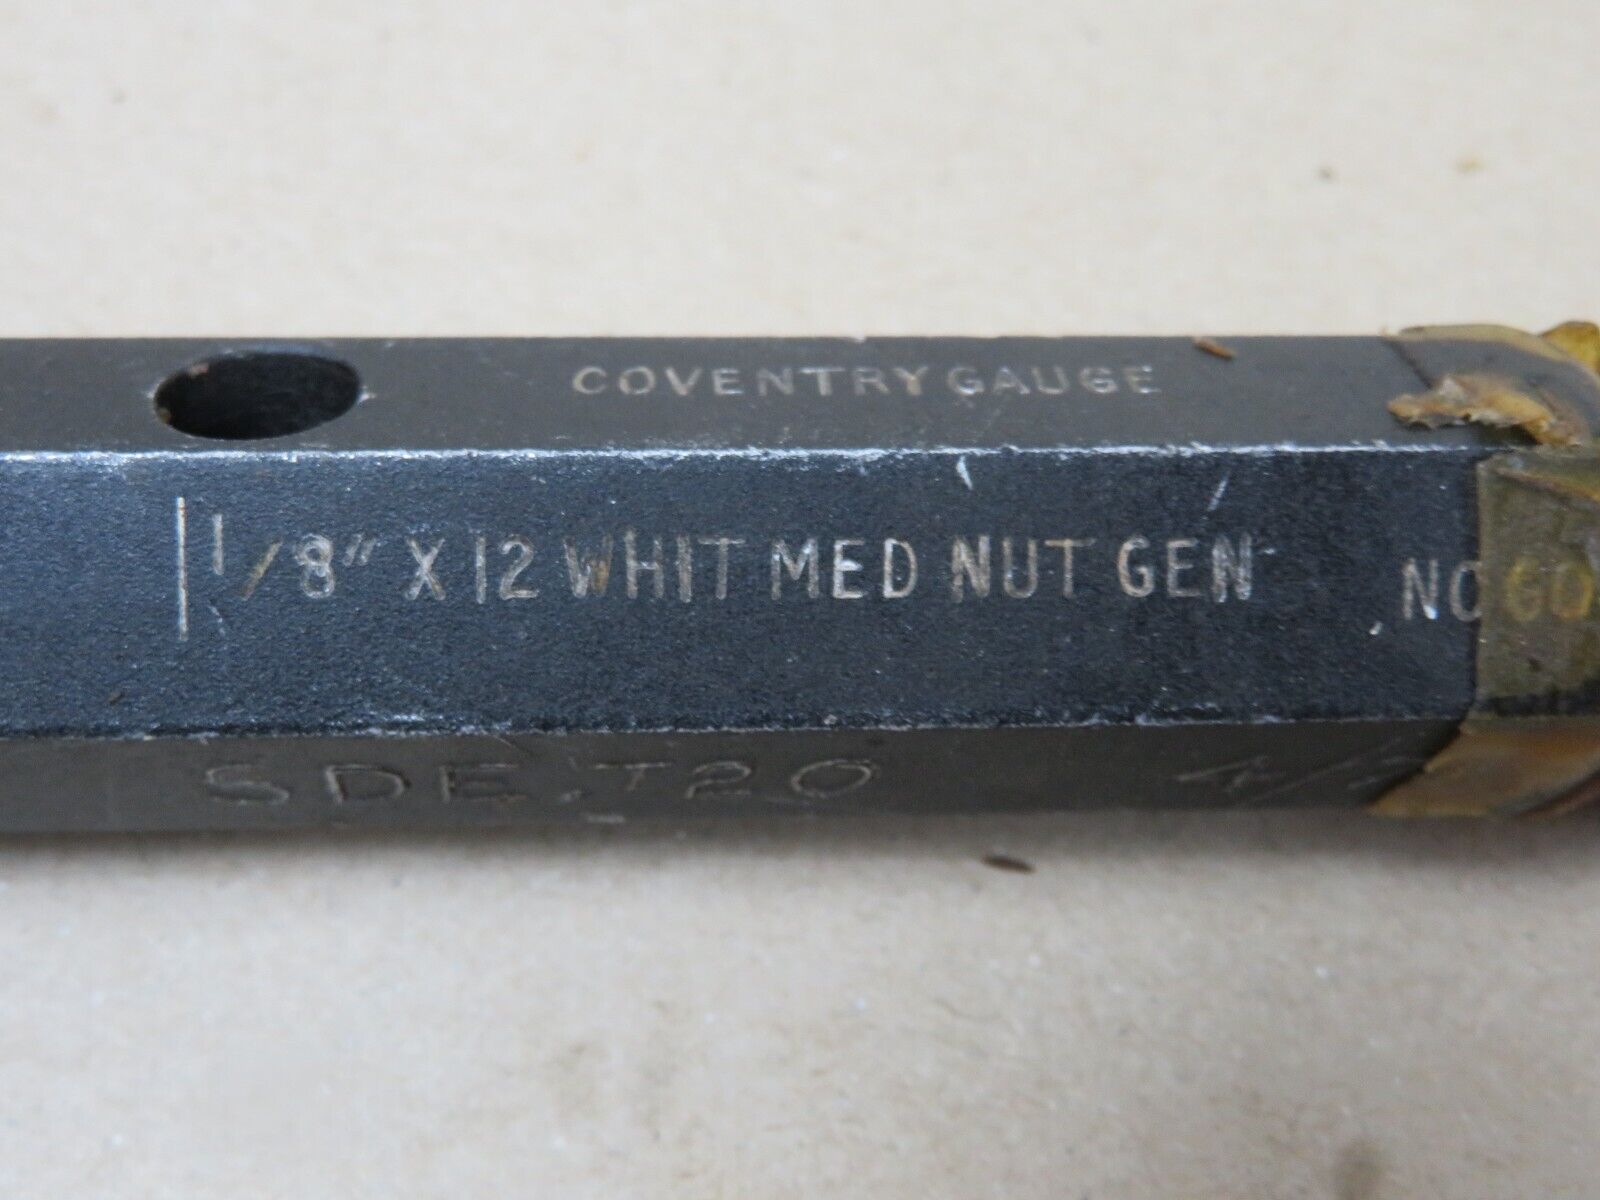 COVENTRY GAUGE
1 1/8" X 12 WHIT MED NUT GEN NO GO
SDE. T20